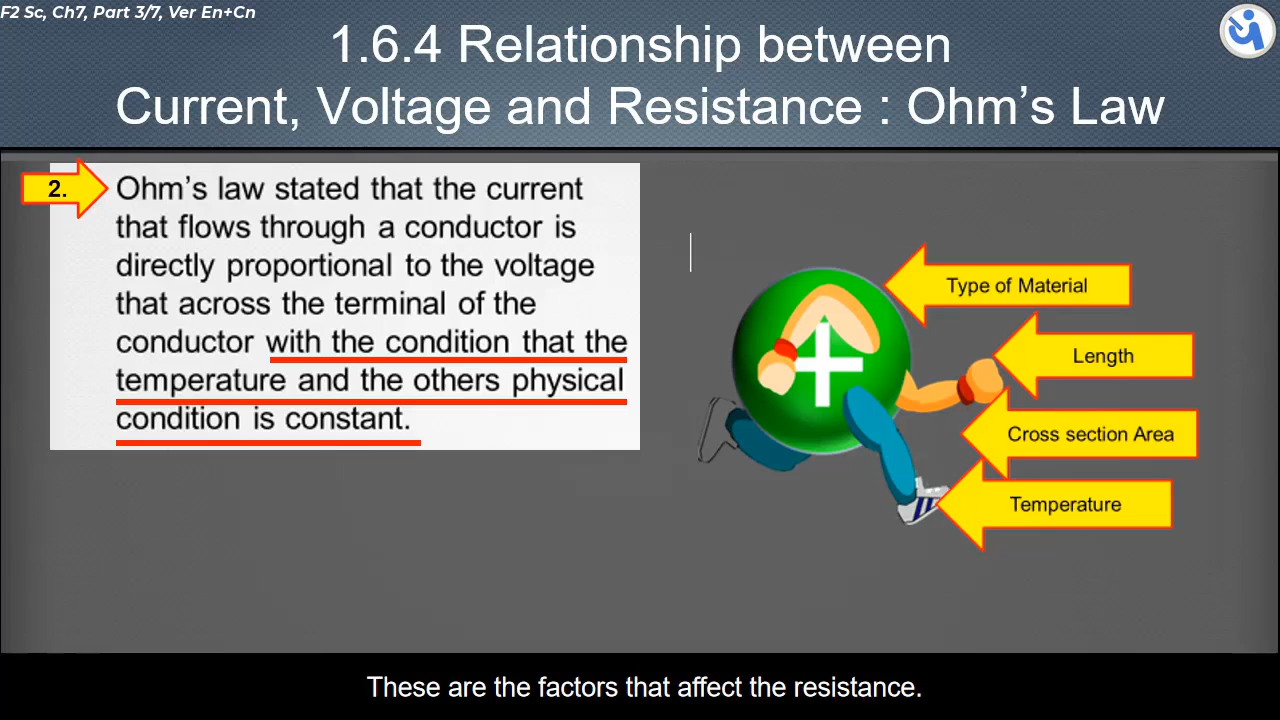 F2 Sc, Ch7, Part 3/7, Ver En+Cn
1.6.4 Relationship between
Current, Voltage and Resistance : Ohm’s Law
2.
Ohm’s law stated that the current
that flows through a conductor is
directly proportional to the voltage
that across the terminal of the
conductor with the condition that the
temperature and the others physical
condition is constant.
Type of Material
Length
Cross section Area
Temperature
These are the factors that affect the resistance.